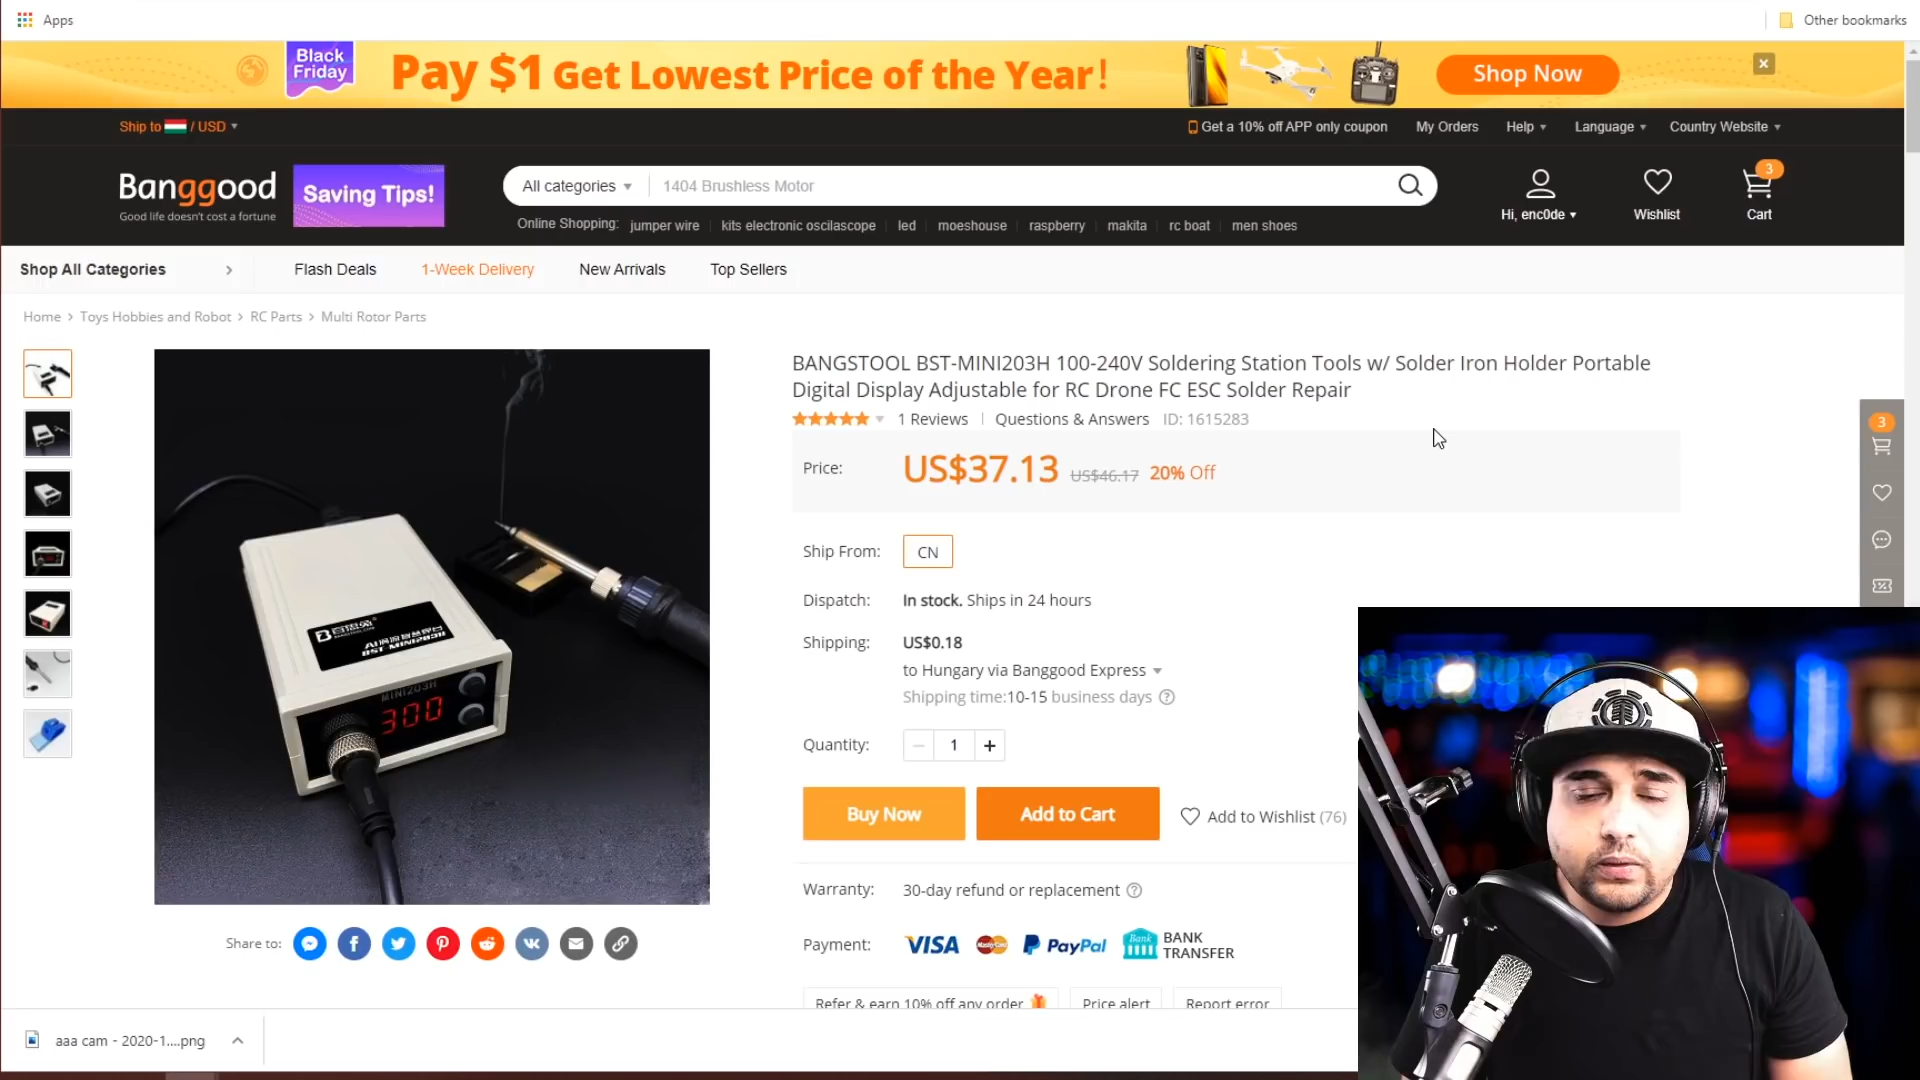 Apps
Other bookmarks
Black
Friday
Pay $1 Get Lowest Price of the Year!
Shop Now
Ship to / USD
Get a 10% off APP only coupon
My Orders
Help
Language
Country Website
Banggood
Good life doesn't cost a fortune
Saving Tips!
All categories
1404 Brushless Motor
Online Shopping: jumper wire kits electronic oscilascope led moeshouse raspberry makita rc boat men shoes
Hi, enc0de
Wishlist
3
Cart
Shop All Categories
Flash Deals
1-Week Delivery
New Arrivals
Top Sellers
Home > Toys Hobbies and Robot > RC Parts > Multi Rotor Parts
BANGSTOOL BST-MINI203H 100-240V Soldering Station Tools w/ Solder Iron Holder Portable
Digital Display Adjustable for RC Drone FC ESC Solder Repair
1 Reviews
Questions & Answers
ID: 1615283
Price:
US$37.13
US$46.17
20% Off
Ship From:
CN
Dispatch:
In stock. Ships in 24 hours
Shipping:
US$0.18
to Hungary via Banggood Express
Shipping time:10-15 business days
Quantity:
1
Buy Now
Add to Cart
Add to Wishlist (76)
Warranty:
30-day refund or replacement
Payment:
VISA
MasterCard
PayPal
Bank
BANK
TRANSFER
Refer & earn 10% off any order
Price alert
Report error
3
BST-MINI203H
MINI203H
300
Share to:
aaa cam - 2020-1....png